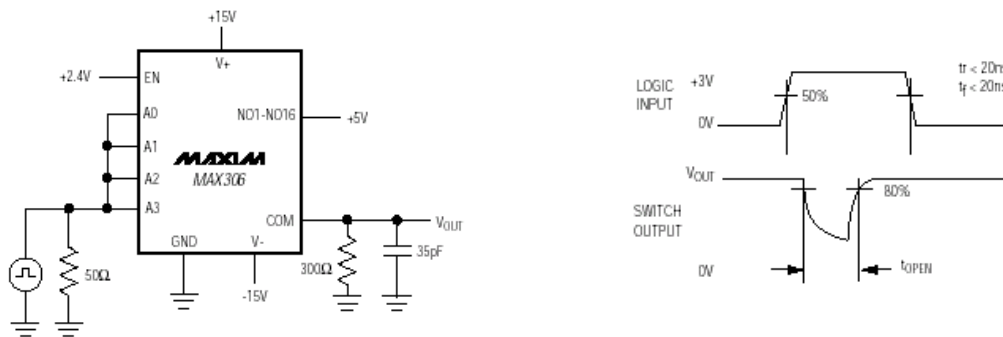 +15V
V+
+2.4V
EN
A0
NO1-NO16
+5V
A1
MAXIM
A2
MAX306
A3
COM
VOUT
GND
V-
50Ω
300Ω
35pF
-15V
LOGIC
INPUT
+3V
50%
0V
tr < 20ns
tf < 20ns
VOUT
80%
SWITCH
OUTPUT
0V
tOPEN